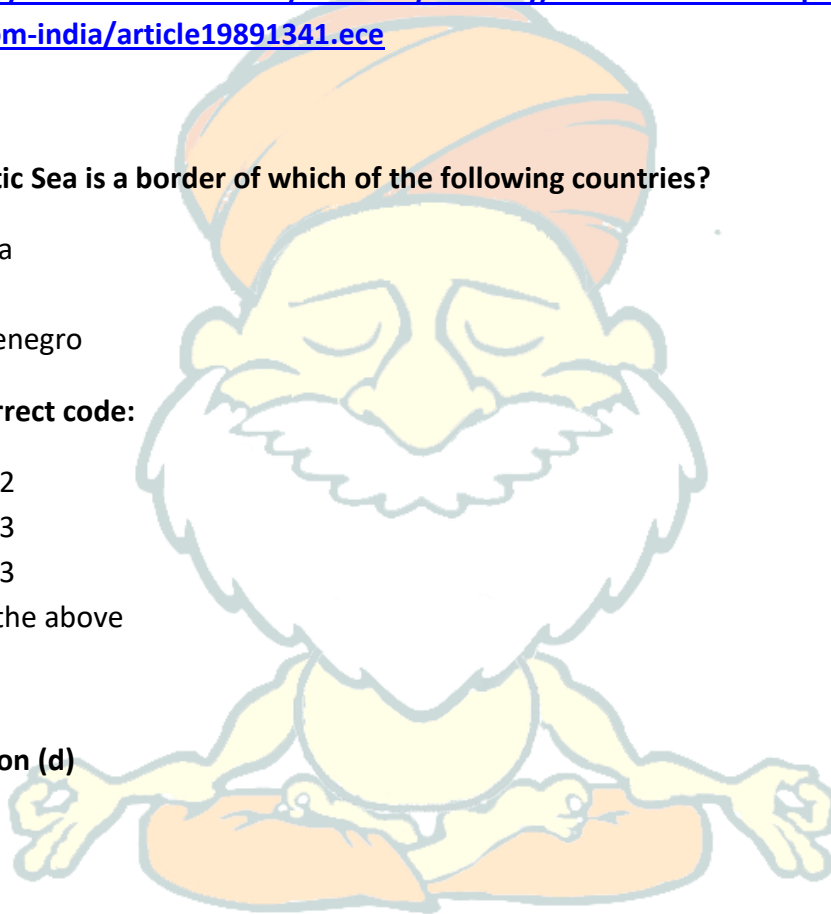 om-india/article19891341.ece
tic Sea is a border of which of the following countries?
a
enegro
rrect code:
2
3
3
the above
on (d)